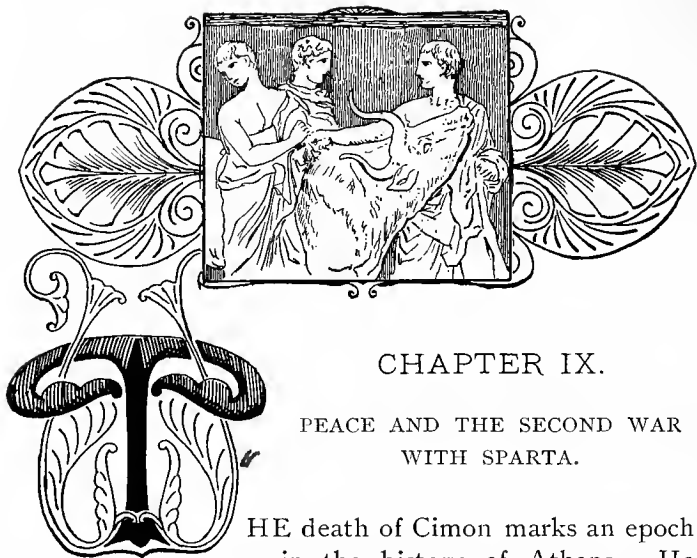 CHAPTER IX.
PEACE AND THE SECOND WAR
WITH SPARTA.
THE death of Cimon marks an epoch
in the history of Athens. He